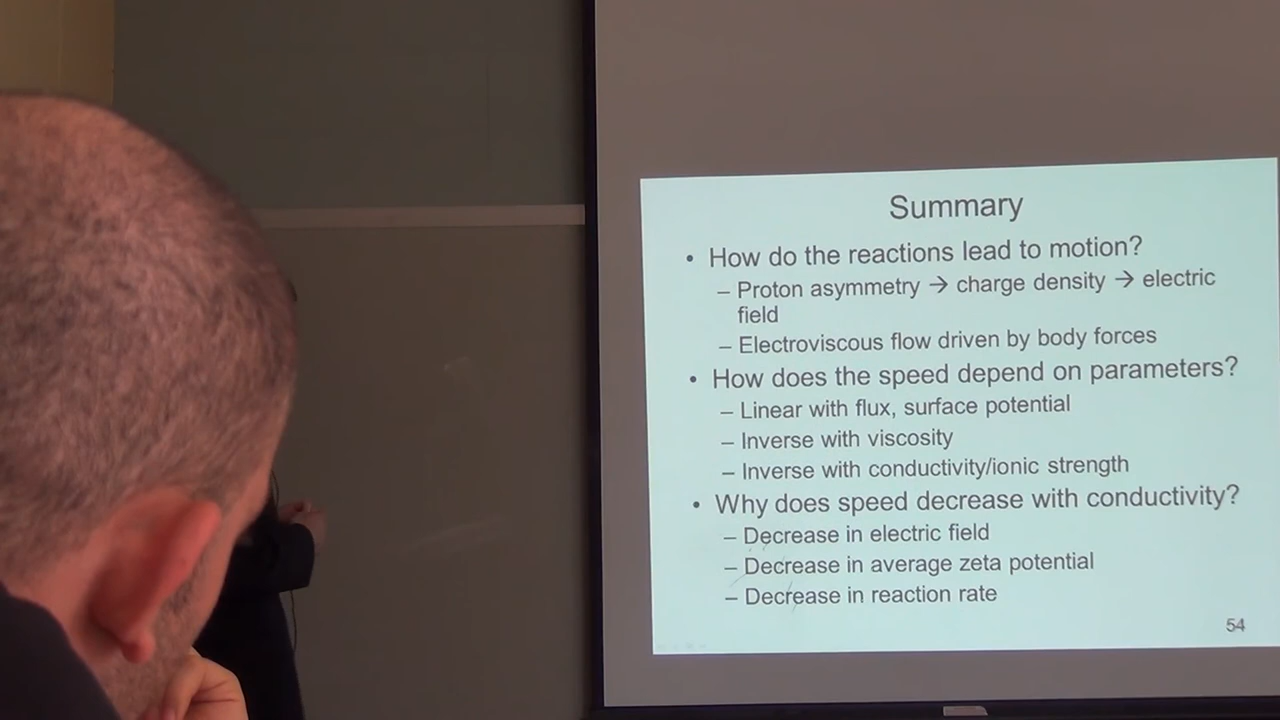 Summary
• How do the reactions lead to motion?
– Proton asymmetry → charge density → electric
field
– Electroviscous flow driven by body forces
• How does the speed depend on parameters?
– Linear with flux, surface potential
– Inverse with viscosity
– Inverse with conductivity/ionic strength
• Why does speed decrease with conductivity?
– Decrease in electric field
– Decrease in average zeta potential
– Decrease in reaction rate
54